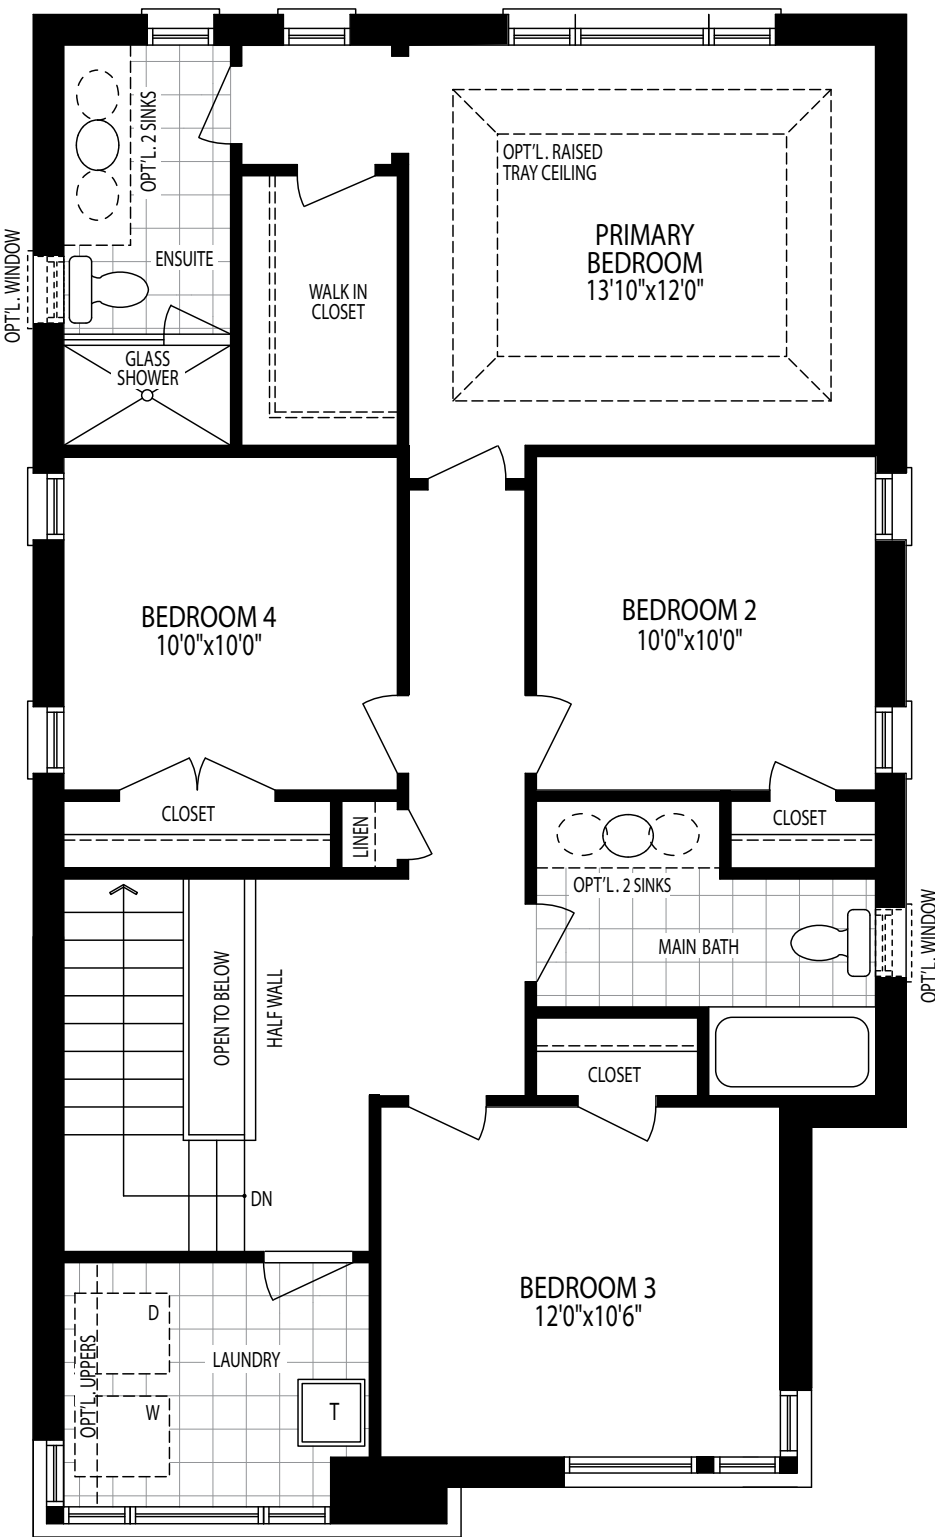 OPT'L. 2 SINKS
OPT'L. RAISED
TRAY CEILING
PRIMARY
BEDROOM
13'10"x12'0"
ENSUITE
OPT'L. WINDOW
WALK IN
CLOSET
GLASS
SHOWER
BEDROOM 4
10'0"x10'0"
BEDROOM 2
10'0"x10'0"
CLOSET
LINEN
CLOSET
OPT'L. 2 SINKS
MAIN BATH
OPT'L. WINDOW
OPEN TO BELOW
HALF WALL
CLOSET
DN
BEDROOM 3
12'0"x10'6"
D
LAUNDRY
OPT'L. UPPERS
W
T